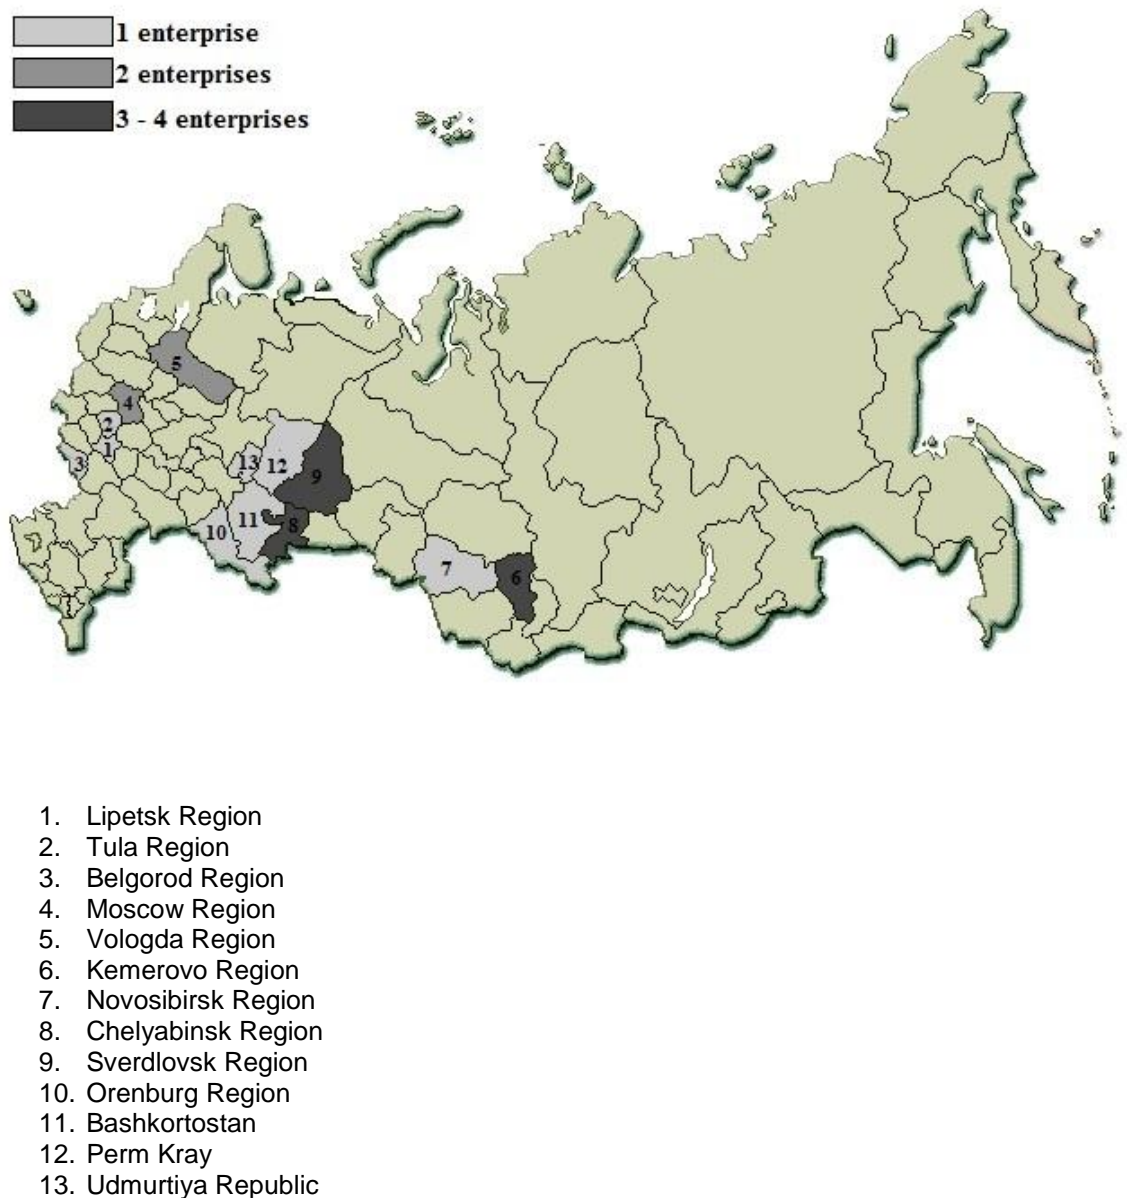 1 enterprise
2 enterprises
3 - 4 enterprises
5
4
2
1
3
13
12
9
11
10
8
7
6
1. Lipetsk Region
2. Tula Region
3. Belgorod Region
4. Moscow Region
5. Vologda Region
6. Kemerovo Region
7. Novosibirsk Region
8. Chelyabinsk Region
9. Sverdlovsk Region
10. Orenburg Region
11. Bashkortostan
12. Perm Kray
13. Udmurtiya Republic